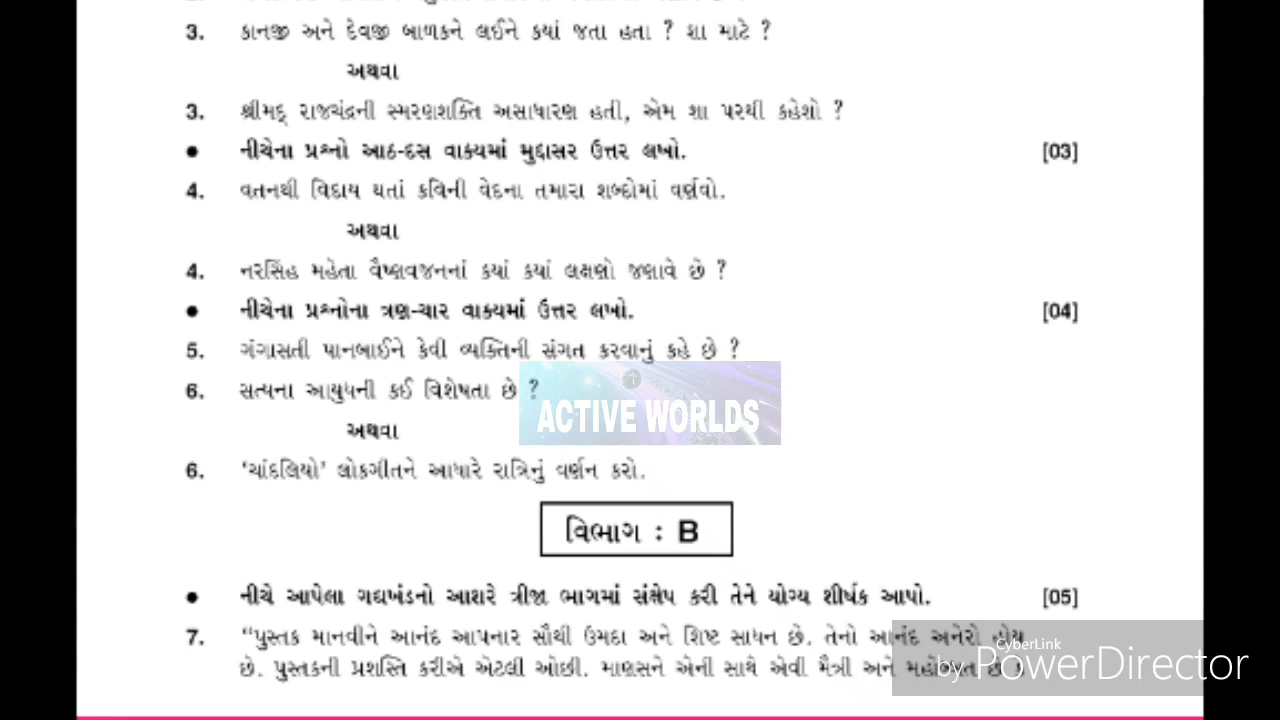 3. કાનજી અને દેવજી બાળકને લઈને કયાં જતા હતા ? શા માટે ?
અથવા
3. શ્રીમદ્ રાજચંદ્રની સ્મરણશક્તિ અસાધારણ હતી, એમ શા પરથી કહેશો ?
● નીચેના પ્રશ્નો આઠ-દસ વાક્યમાં મુદ્દાસર ઉત્તર લખો. [03]
4. વતનથી વિદાય થતાં કવિની વેદના તમારા શબ્દોમાં વર્ણવો.
અથવા
4. નરસિંહ મહેતા વૈષ્ણવજનનાં કયાં કયાં લક્ષણો જણાવે છે ?
● નીચેના પ્રશ્નોના ત્રણ-ચાર વાક્યમાં ઉત્તર લખો. [04]
5. ગંગાસતી પાનબાઈને કેવી વ્યક્તિની સંગત કરવાનું કહે છે ?
6. સત્યના આયુધની કઈ વિશેષતા છે ?
ACTIVE WORLDS
અથવા
6. ‘ચાંદલિયો’ લોકગીતને આધારે રાત્રિનું વર્ણન કરો.
વિભાગ : B
● નીચે આપેલા ગદ્યખંડનો આશરે ત્રીજા ભાગમાં સંક્ષેપ કરી તેને યોગ્ય શીર્ષક આપો. [05]
7. “પુસ્તક માનવીને આનંદ આપનાર સૌથી ઉમદા અને શિષ્ટ સાધન છે. તેનો આનંદ અનેરો હોય
છે. પુસ્તકની પ્રશસ્તિ કરીએ એટલી ઓછી. માણસને એની સાથે એવી મૈત્રી અને
CyberLink
by PowerDirector